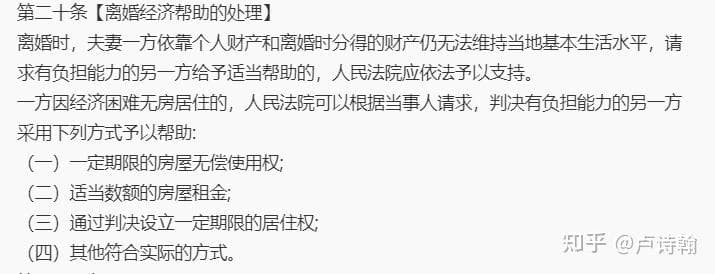 第二十条【离婚经济帮助的处理】
离婚时，夫妻一方依靠个人财产和离婚时分得的财产仍无法维持当地基本生活水平，请
求有负担能力的另一方给予适当帮助的，人民法院应依法予以支持。
一方因经济困难无房居住的，人民法院可以根据当事人请求，判决有负担能力的另一方
采用下列方式予以帮助:
（一）一定期限的房屋无偿使用权;
（二）适当数额的房屋租金;
（三）通过判决设立一定期限的居住权;
（四）其他符合实际的方式。
知乎 @卢诗翰